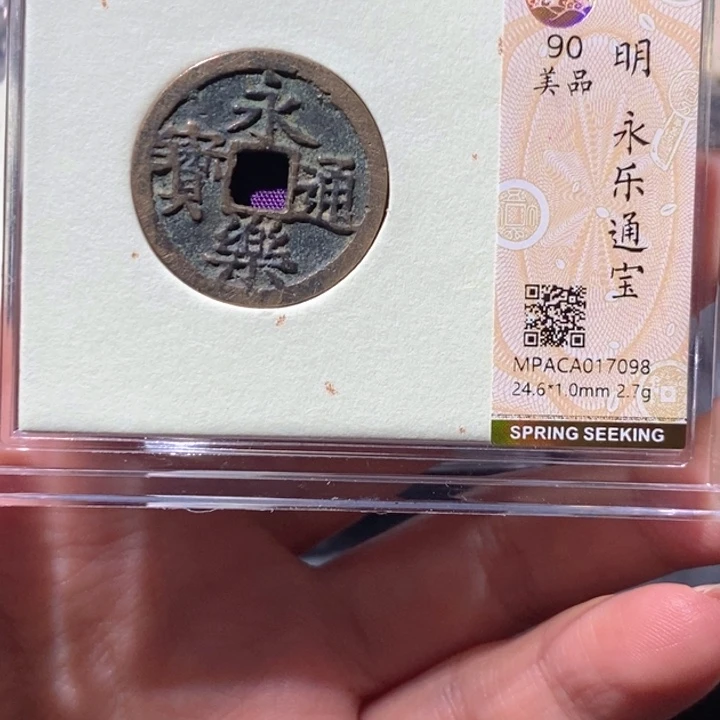 永樂通寶
90
美品
明 永乐通宝
MPACA017098
24.6*1.0mm 2.7g
SPRING SEEKING